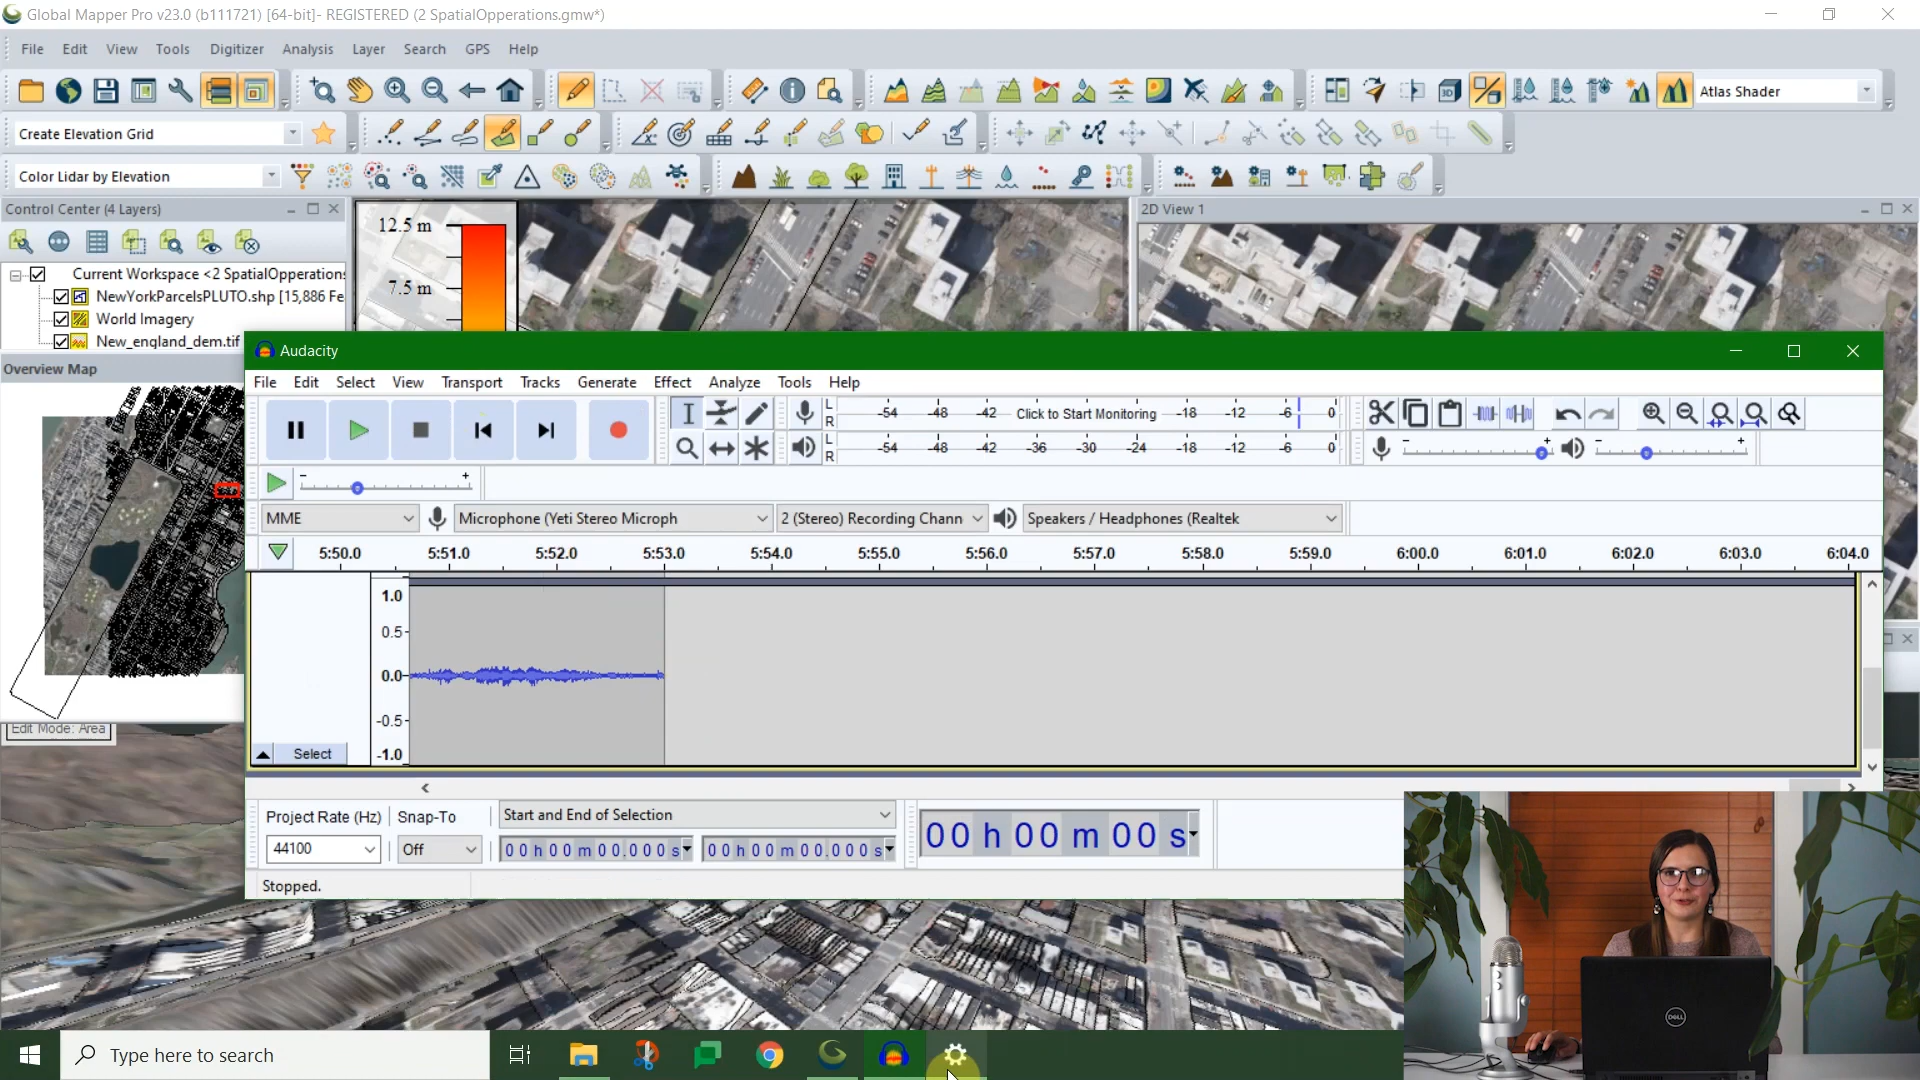 Global Mapper Pro v23.0 (b111721) [64-bit]- REGISTERED (2 SpatialOpperations.gmw*)
File Edit View Tools Digitizer Analysis Layer Search GPS Help
Atlas Shader
Create Elevation Grid
Color Lidar by Elevation
Control Center (4 Layers)
2D View 1
12.5 m
7.5 m
Current Workspace <2 SpatialOpperations
NewYorkParcelsPLUTO.shp [15,886 Fe
World Imagery
New_england_dem.tif
Overview Map
Edit Mode: Area
Audacity
File Edit Select View Transport Tracks Generate Effect Analyze Tools Help
L
R
-54 -48 -42 Click to Start Monitoring -18 -12 -6 0
L
R
-54 -48 -42 -36 -30 -24 -18 -12 -6 0
MME
Microphone (Yeti Stereo Microph
2 (Stereo) Recording Chann
Speakers / Headphones (Realtek
5:50.0 5:51.0 5:52.0 5:53.0 5:54.0 5:55.0 5:56.0 5:57.0 5:58.0 5:59.0 6:00.0 6:01.0 6:02.0 6:03.0 6:04.0
1.0
0.5
0.0
-0.5
-1.0
Select
Project Rate (Hz) Snap-To
Start and End of Selection
44100
Off
00 h 00 m 00.000 s
00 h 00 m 00.000 s
00 h 00 m 00 s
Stopped.
Type here to search
DELL